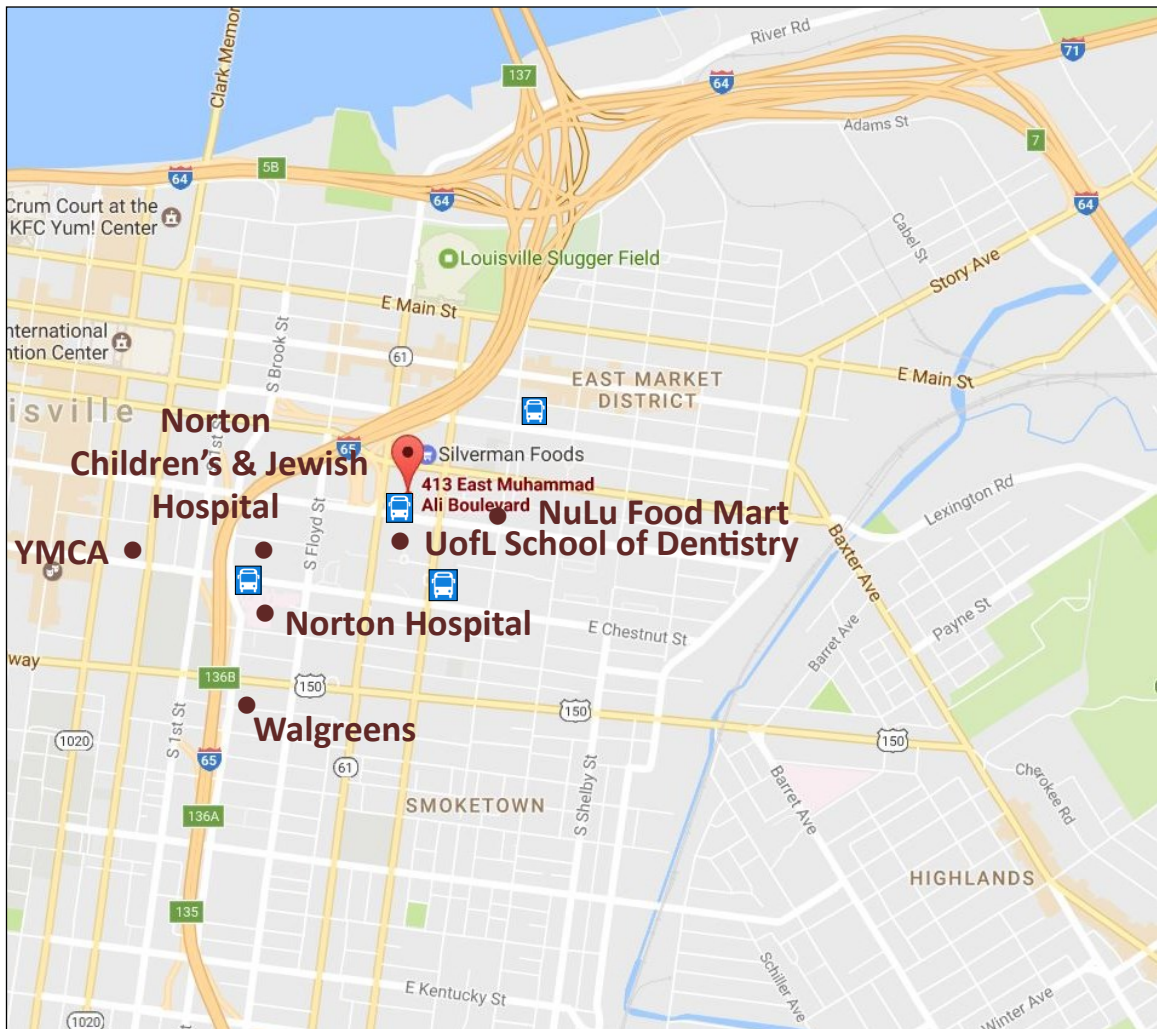 River Rd
Clark Memor
137
64
71
Adams St
7
5B
64
64
64
Crum Court at the
KFC Yum! Center
Cabel St
Louisville Slugger Field
Story Ave
E Main St
nternational
ntion Center
S Brook St
61
E Main St
EAST MARKET
DISTRICT
isville
Norton
Children's & Jewish
Hospital
S 1st St
65
Silverman Foods
413 East Muhammad
Ali Boulevard
Lexington Rd
NuLu Food Mart
S Floyd St
UofL School of Dentistry
YMCA
Baxter Ave
Norton Hospital
E Chestnut St
Barret Ave
Payne St
way
136B
150
150
Walgreens
S 1st St
1020
150
65
61
S Shelby St
Barret Ave
Cherokee Rd
SMOKETOWN
136A
HIGHLANDS
135
E Kentucky St
Schiller Ave
Winter Ave
1020